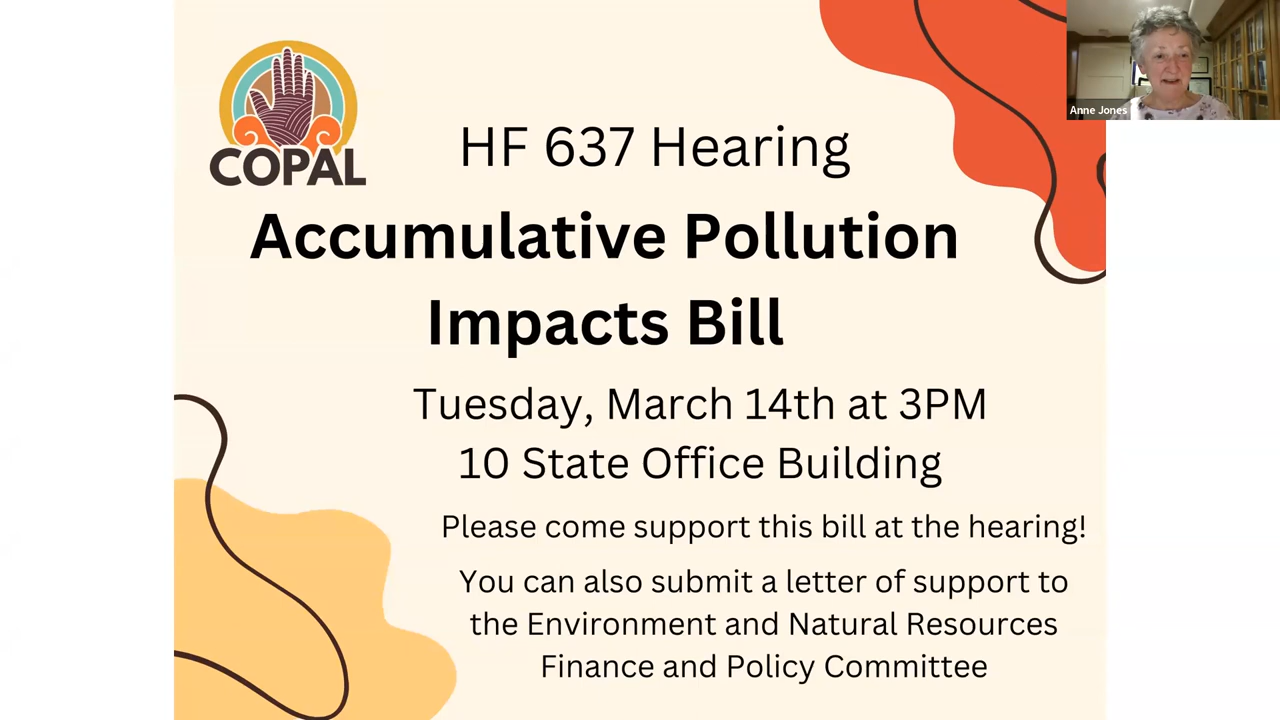 COPAL
HF 637 Hearing
Accumulative Pollution
Impacts Bill
Tuesday, March 14th at 3PM
10 State Office Building
Please come support this bill at the hearing!
You can also submit a letter of support to
the Environment and Natural Resources
Finance and Policy Committee
Anne Jones